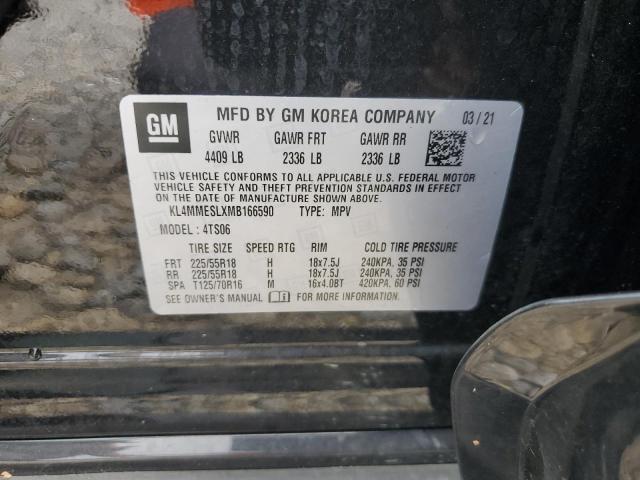 GM
MFD BY GM KOREA COMPANY 03 / 21
GVWR GAWR FRT GAWR RR
4409 LB 2336 LB 2336 LB
THIS VEHICLE CONFORMS TO ALL APPLICABLE U.S. FEDERAL MOTOR
VEHICLE SAFETY AND THEFT PREVENTION STANDARDS IN EFFECT
ON THE DATE OF MANUFACTURE SHOWN ABOVE.
KL4MMESLXMB166590 TYPE: MPV
MODEL : 4TS06
TIRE SIZE SPEED RTG RIM COLD TIRE PRESSURE
FRT 225/55R18 H 18x7.5J 240KPA, 35 PSI
RR 225/55R18 H 18x7.5J 240KPA, 35 PSI
SPA T125/70R16 M 16x4.0BT 420KPA, 60 PSI
SEE OWNER'S MANUAL FOR MORE INFORMATION.